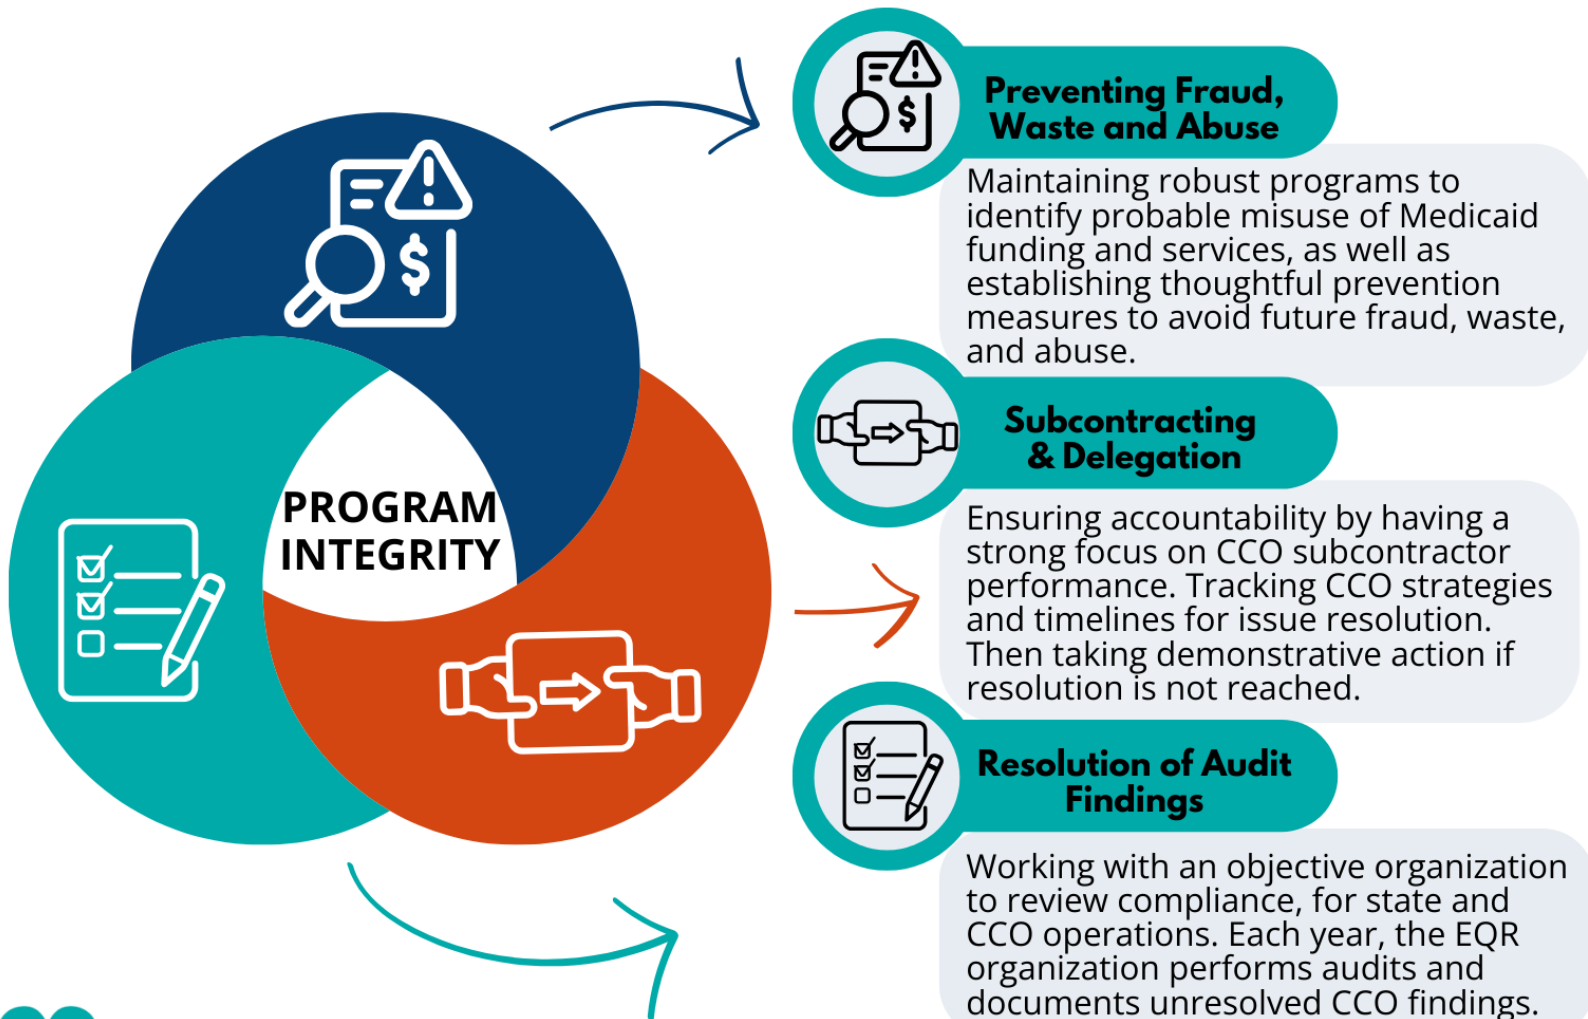 PROGRAM
INTEGRITY
Preventing Fraud,
Waste and Abuse
Maintaining robust programs to
identify probable misuse of Medicaid
funding and services, as well as
establishing thoughtful prevention
measures to avoid future fraud, waste,
and abuse.
Subcontracting
& Delegation
Ensuring accountability by having a
strong focus on CCO subcontractor
performance. Tracking CCO strategies
and timelines for issue resolution.
Then taking demonstrative action if
resolution is not reached.
Resolution of Audit
Findings
Working with an objective organization
to review compliance, for state and
CCO operations. Each year, the EQR
organization performs audits and
documents unresolved CCO findings.